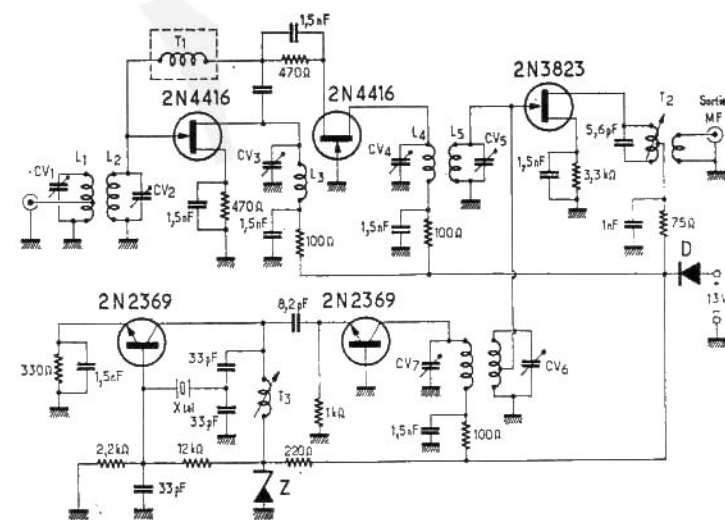 1,5nF
T1
470Ω
2N4416
2N4416
2N3823
T2
Sortie
MF
L1
L2
CV1
CV2
CV3
L3
CV4
L4
L5
CV5
5,6pF
1,5nF
470Ω
1,5nF
100Ω
1,5nF
100Ω
1,5nF
3,3kΩ
1nF
75Ω
D
13V
2N2369
8,2pF
2N2369
330Ω
1,5nF
33pF
Xtal
33pF
T3
1kΩ
CV7
CV6
1,5nF
100Ω
2,2kΩ
12kΩ
220Ω
33pF
Z